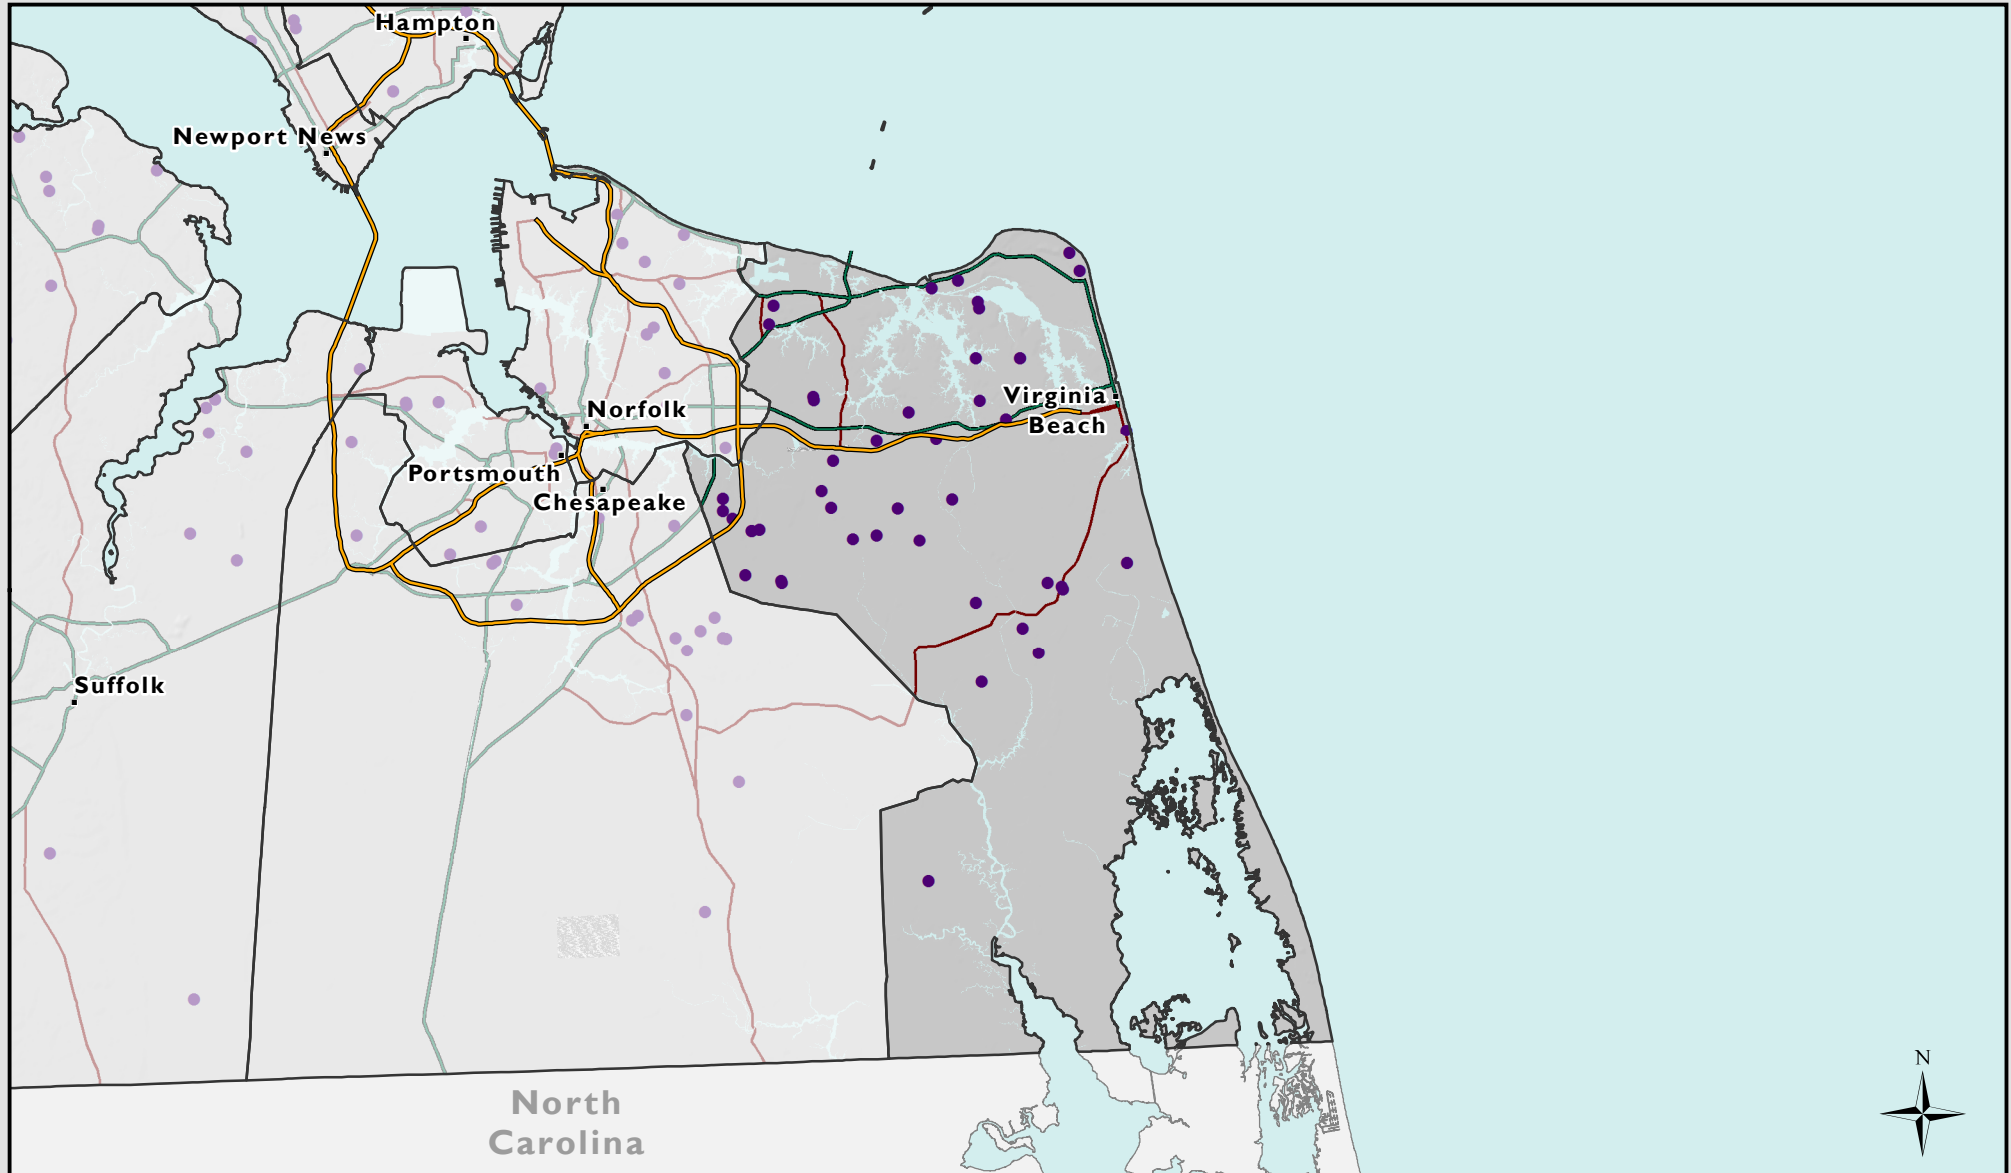 Hampton
Newport News
Norfolk
Virginia
Beach
Portsmouth
Chesapeake
Suffolk
N
North
Carolina